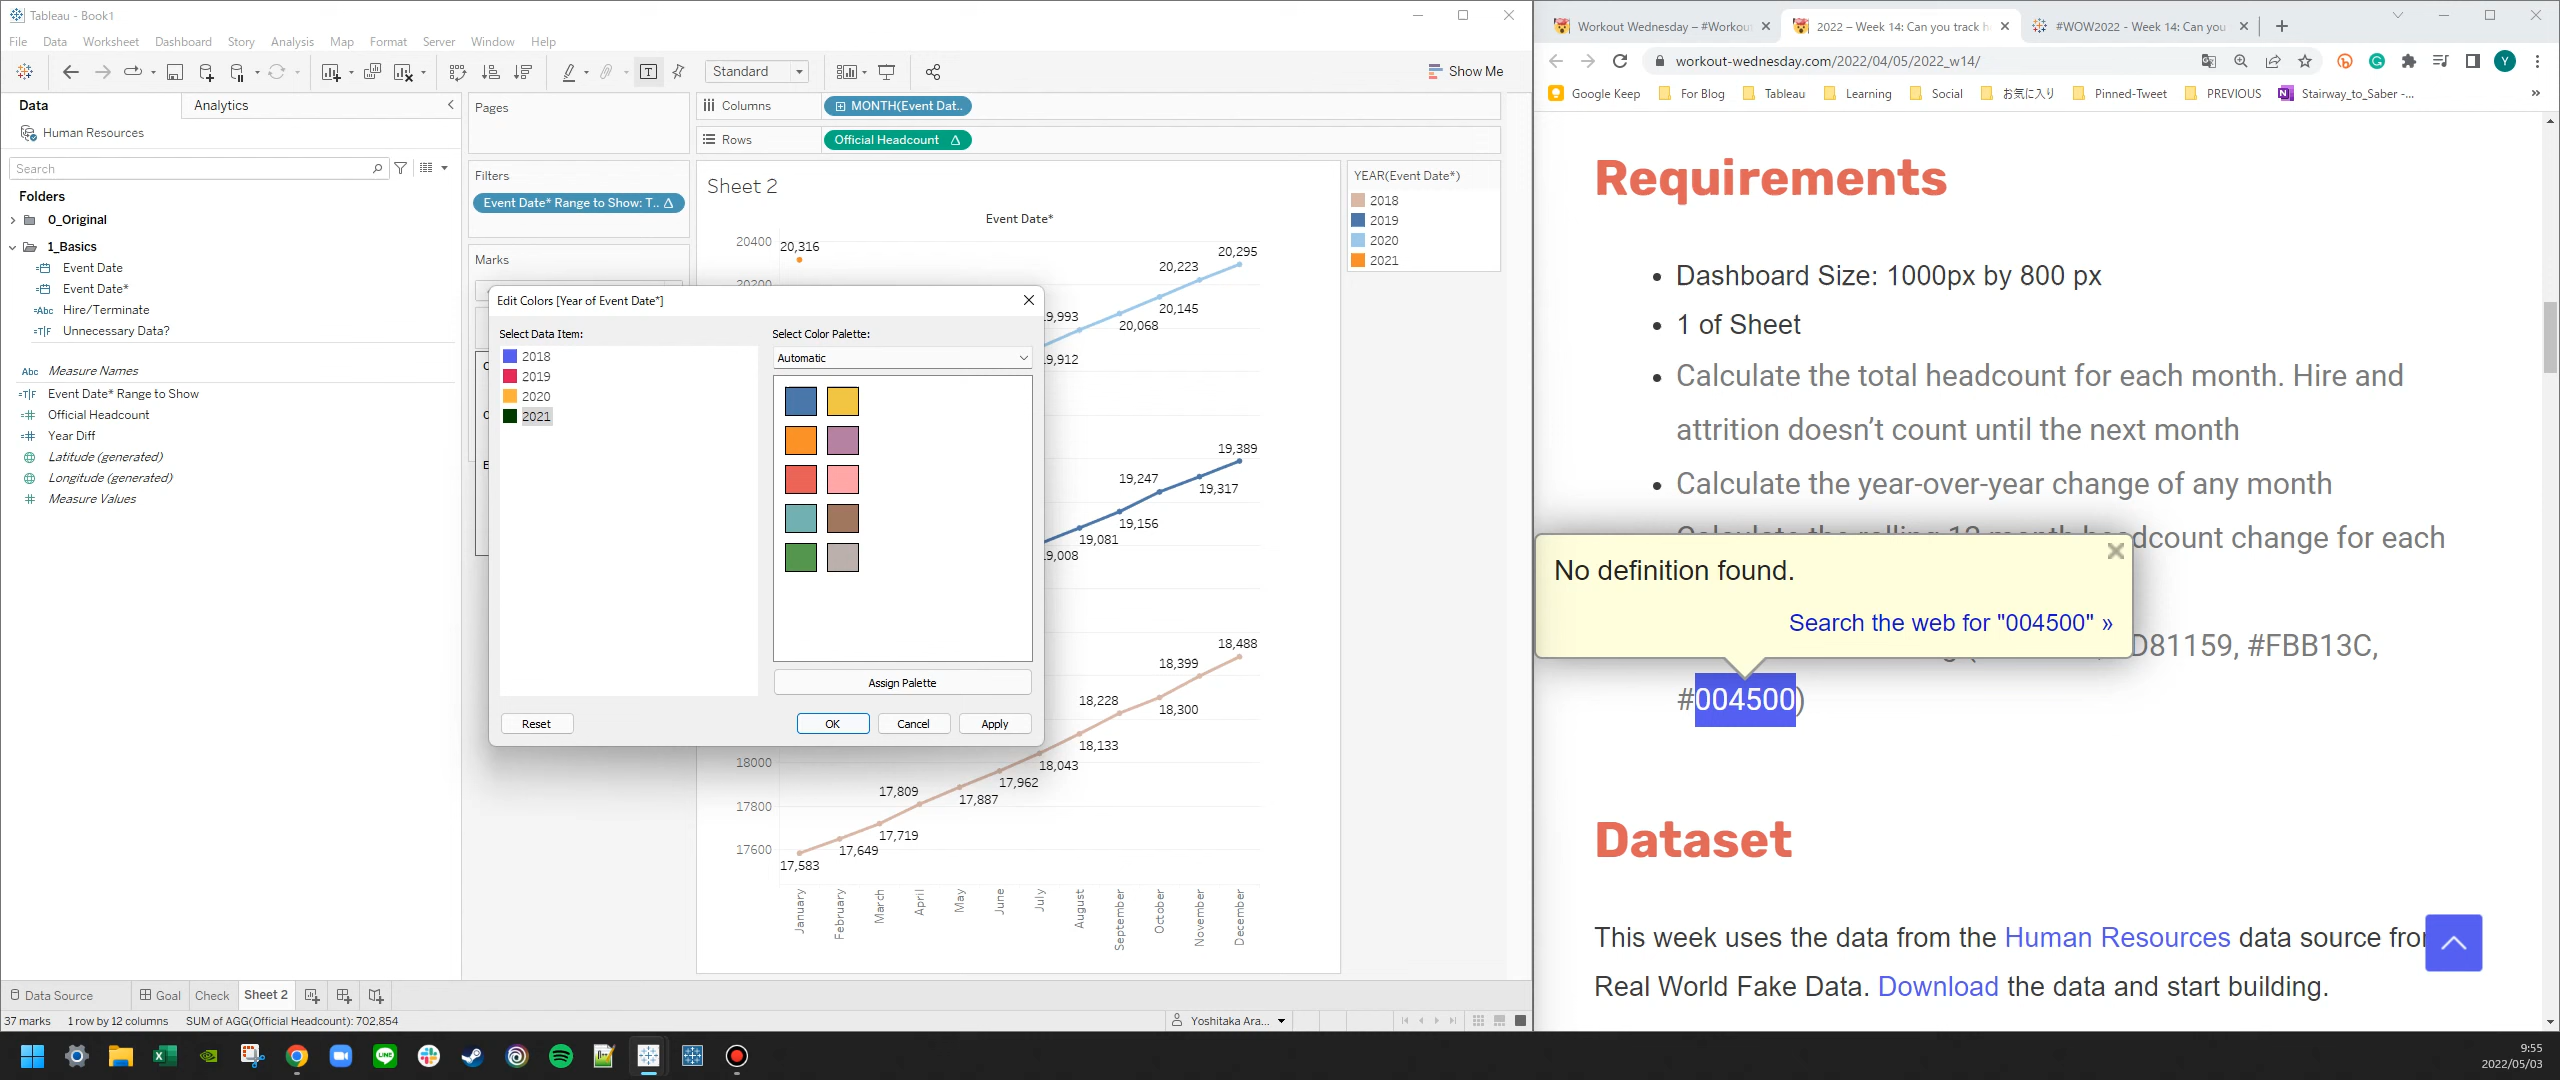 Tableau - Book1
File Data Worksheet Dashboard Story Analysis Map Format Server Window Help
Standard
Show Me
Data
Analytics
Human Resources
Search
Folders
0_Original
1_Basics
Event Date
Event Date*
Hire/Terminate
Unnecessary Data?
Measure Names
Event Date* Range to Show
Official Headcount
Year Diff
Latitude (generated)
Longitude (generated)
Measure Values
Pages
Filters
Event Date* Range to Show: T..
Marks
Columns
MONTH(Event Dat..
Rows
Official Headcount
Sheet 2
Event Date*
20400
20200
18000
17800
17600
20,316
20,295
20,223
20,145
20,068
9,993
9,912
19,389
19,317
19,247
19,156
19,081
9,008
18,488
18,399
18,300
18,228
18,133
18,043
17,962
17,887
17,809
17,719
17,649
17,583
January
February
March
April
May
June
July
August
September
October
November
December
YEAR(Event Date*)
2018
2019
2020
2021
Edit Colors [Year of Event Date*]
Select Data Item:
2018
2019
2020
2021
Select Color Palette:
Automatic
Assign Palette
Reset
OK
Cancel
Apply
Data Source
Goal
Check
Sheet 2
37 marks
1 row by 12 columns
SUM of AGG(Official Headcount): 702,854
Yoshitaka Ara...
Workout Wednesday – #Workou
2022 – Week 14: Can you track h
#WOW2022 - Week 14: Can you
workout-wednesday.com/2022/04/05/2022_w14/
Y
Google Keep
For Blog
Tableau
Learning
Social
お気に入り
Pinned-Tweet
PREVIOUS
Stairway_to_Saber -...
Requirements
Dashboard Size: 1000px by 800 px
1 of Sheet
Calculate the total headcount for each month. Hire and
attrition doesn’t count until the next month
Calculate the year-over-year change of any month
dcount change for each
No definition found.
Search the web for "004500" »
D81159, #FBB13C,
#004500)
Dataset
This week uses the data from the Human Resources data source fro
Real World Fake Data. Download the data and start building.
9:55
2022/05/03